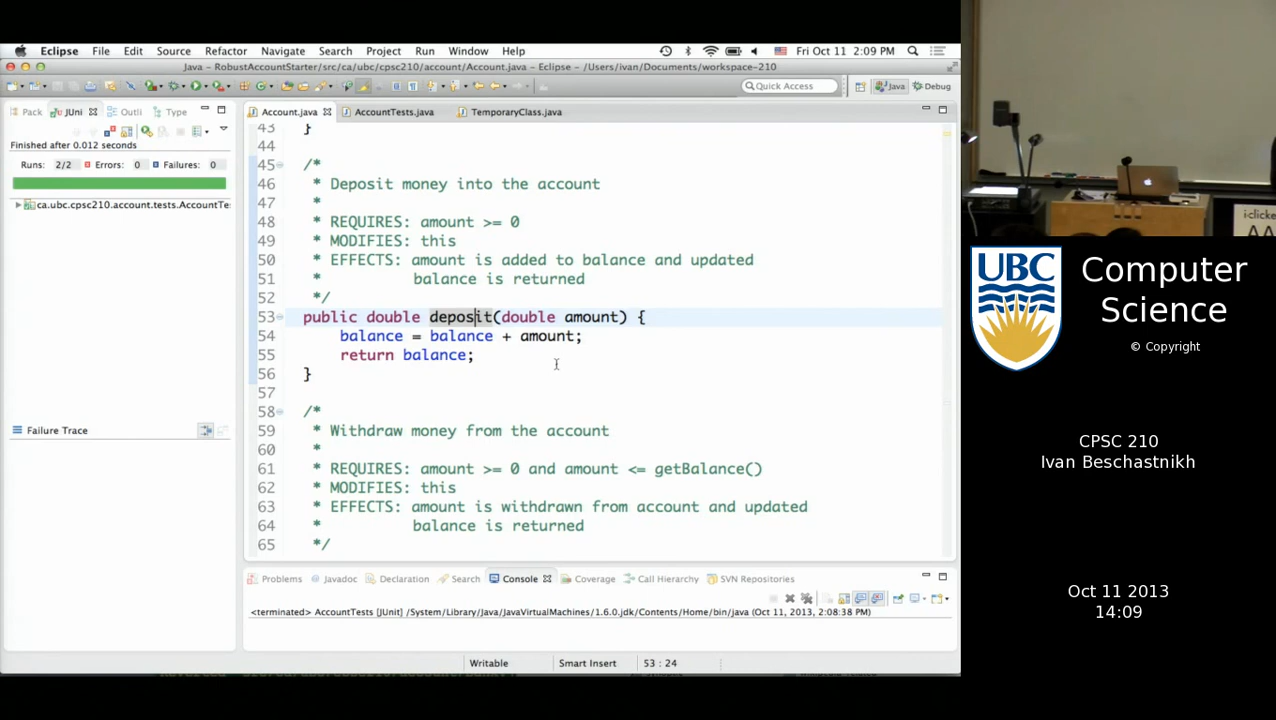 Eclipse File Edit Source Refactor Navigate Search Project Run Window Help Fri Oct 11 2:09 PM
Java - RobustAccountStarter/src/ca/ubc/cpsc210/account/Account.java - Eclipse - /Users/ivan/Documents/workspace-210
Quick Access Java Debug
Pack JUni Outli Type
Account.java AccountTests.java TemporaryClass.java
Finished after 0.012 seconds
Runs: 2/2 Errors: 0 Failures: 0
ca.ubc.cpsc210.account.tests.AccountTe
Failure Trace
43 }
44
45 /*
46 * Deposit money into the account
47 *
48 * REQUIRES: amount >= 0
49 * MODIFIES: this
50 * EFFECTS: amount is added to balance and updated
51 * balance is returned
52 */
53 public double deposit(double amount) {
54 balance = balance + amount;
55 return balance;
56 }
57
58 /*
59 * Withdraw money from the account
60 *
61 * REQUIRES: amount >= 0 and amount <= getBalance()
62 * MODIFIES: this
63 * EFFECTS: amount is withdrawn from account and updated
64 * balance is returned
65 */
Problems Javadoc Declaration Search Console Coverage Call Hierarchy SVN Repositories
<terminated> AccountTests [JUnit] /System/Library/Java/JavaVirtualMachines/1.6.0.jdk/Contents/Home/bin/java (Oct 11, 2013, 2:08:38 PM)
Writable Smart Insert 53 : 24
i-clicker
UBC
Computer
Science
© Copyright
CPSC 210
Ivan Beschastnikh
Oct 11 2013
14:09